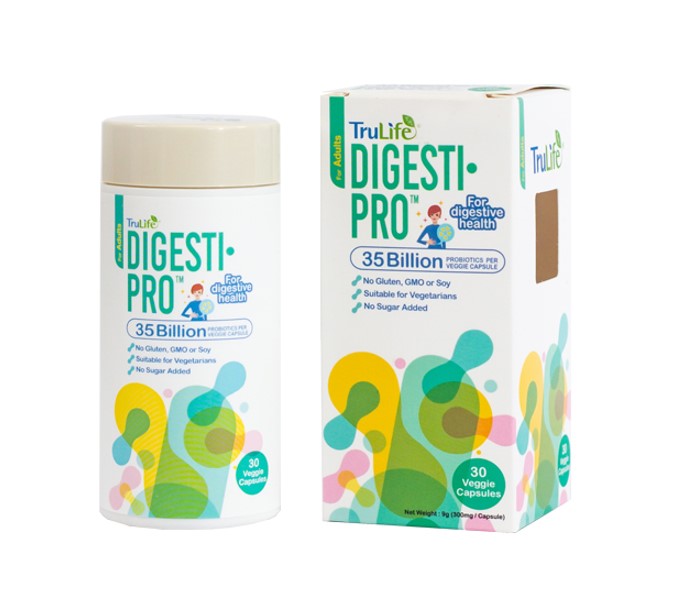 TruLife
For Adults
DIGESTI•
PRO™
For
digestive
health
35 Billion PROBIOTICS PER
VEGGIE CAPSULE
No Gluten, GMO or Soy
Suitable for Vegetarians
No Sugar Added
30
Veggie
Capsules
TruLife
For Adults
DIGESTI•
PRO™
For
digestive
health
35 Billion PROBIOTICS PER
VEGGIE CAPSULE
No Gluten, GMO or Soy
Suitable for Vegetarians
No Sugar Added
30
Veggie
Capsules
Net Weight : 9g (300mg / Capsule)
TruLife
30
Veggie
Capsules